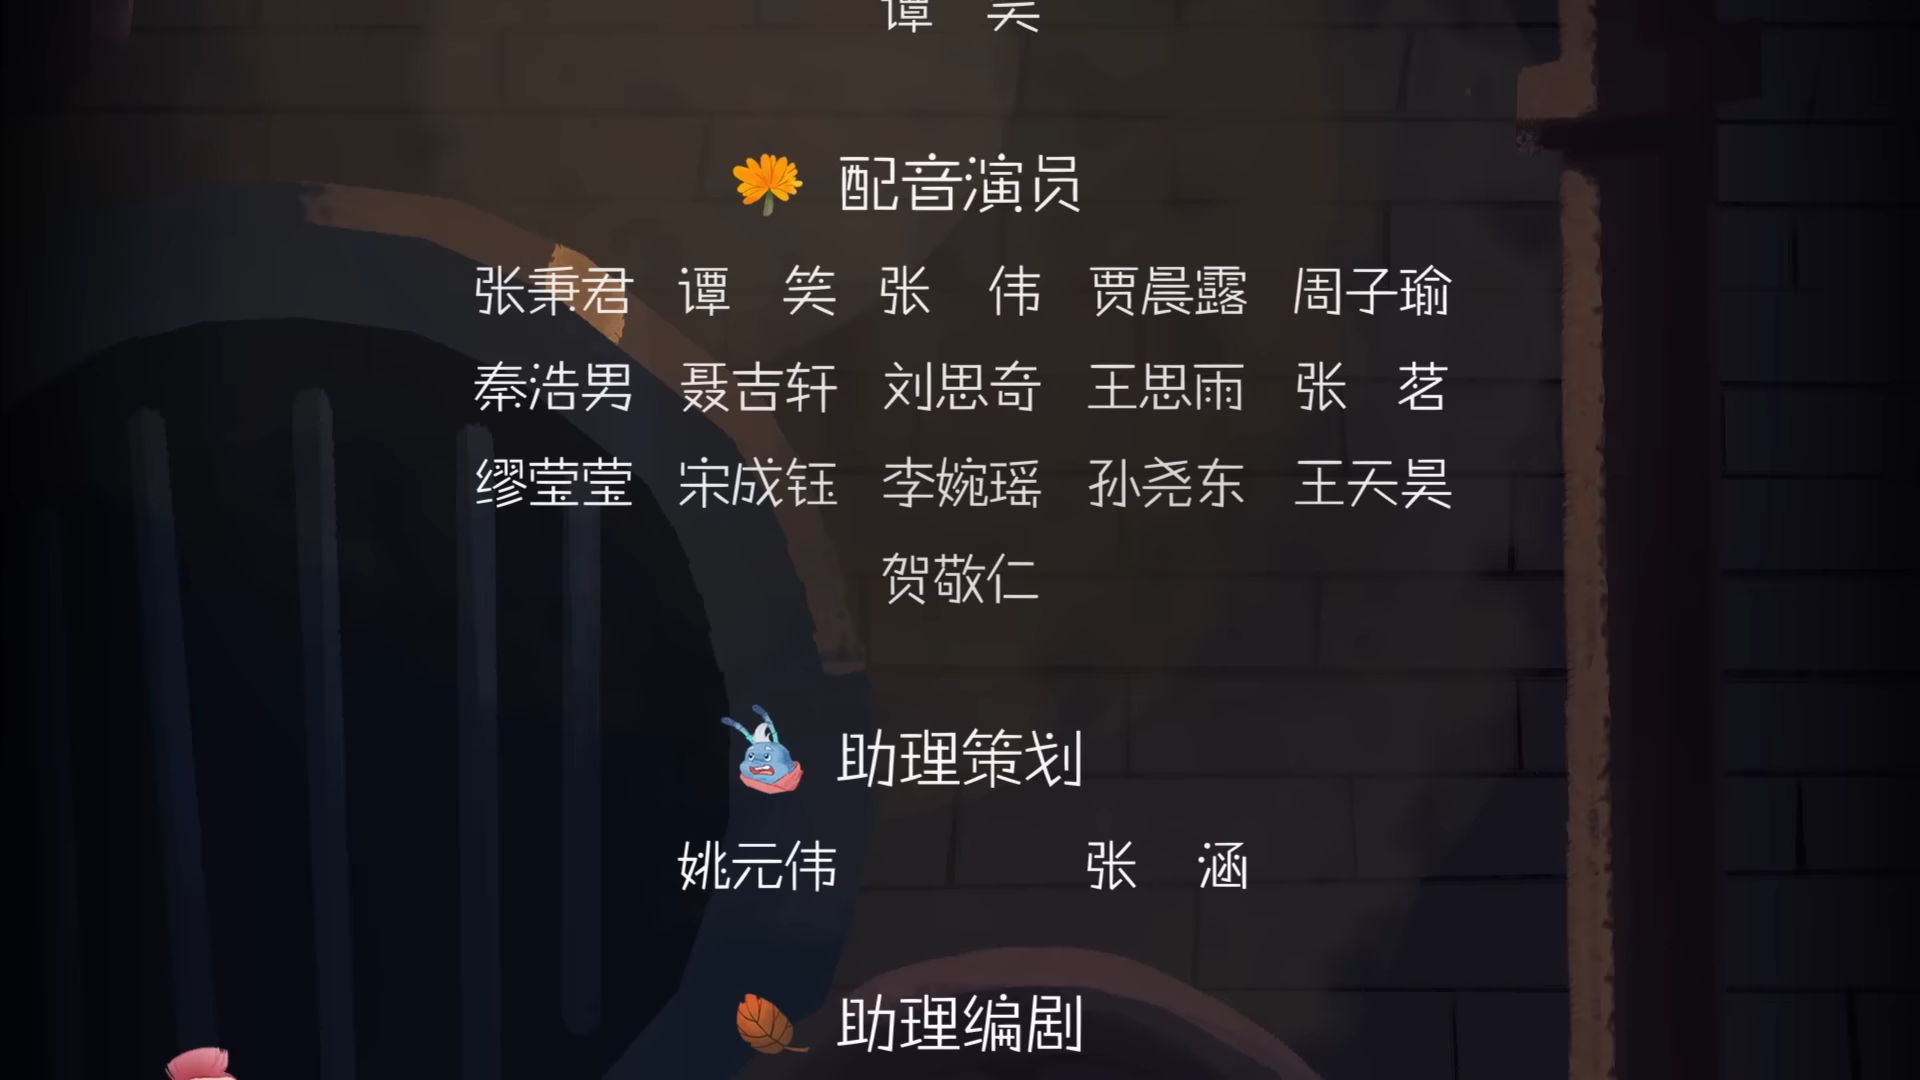 谭 笑
配音演员
张秉君 谭 笑 张 伟 贾晨露 周子瑜
秦浩男 聂吉轩 刘思奇 王思雨 张 茗
缪莹莹 宋成钰 李婉瑶 孙尧东 王天昊
贺敬仁
助理策划
姚元伟 张 涵
助理编剧